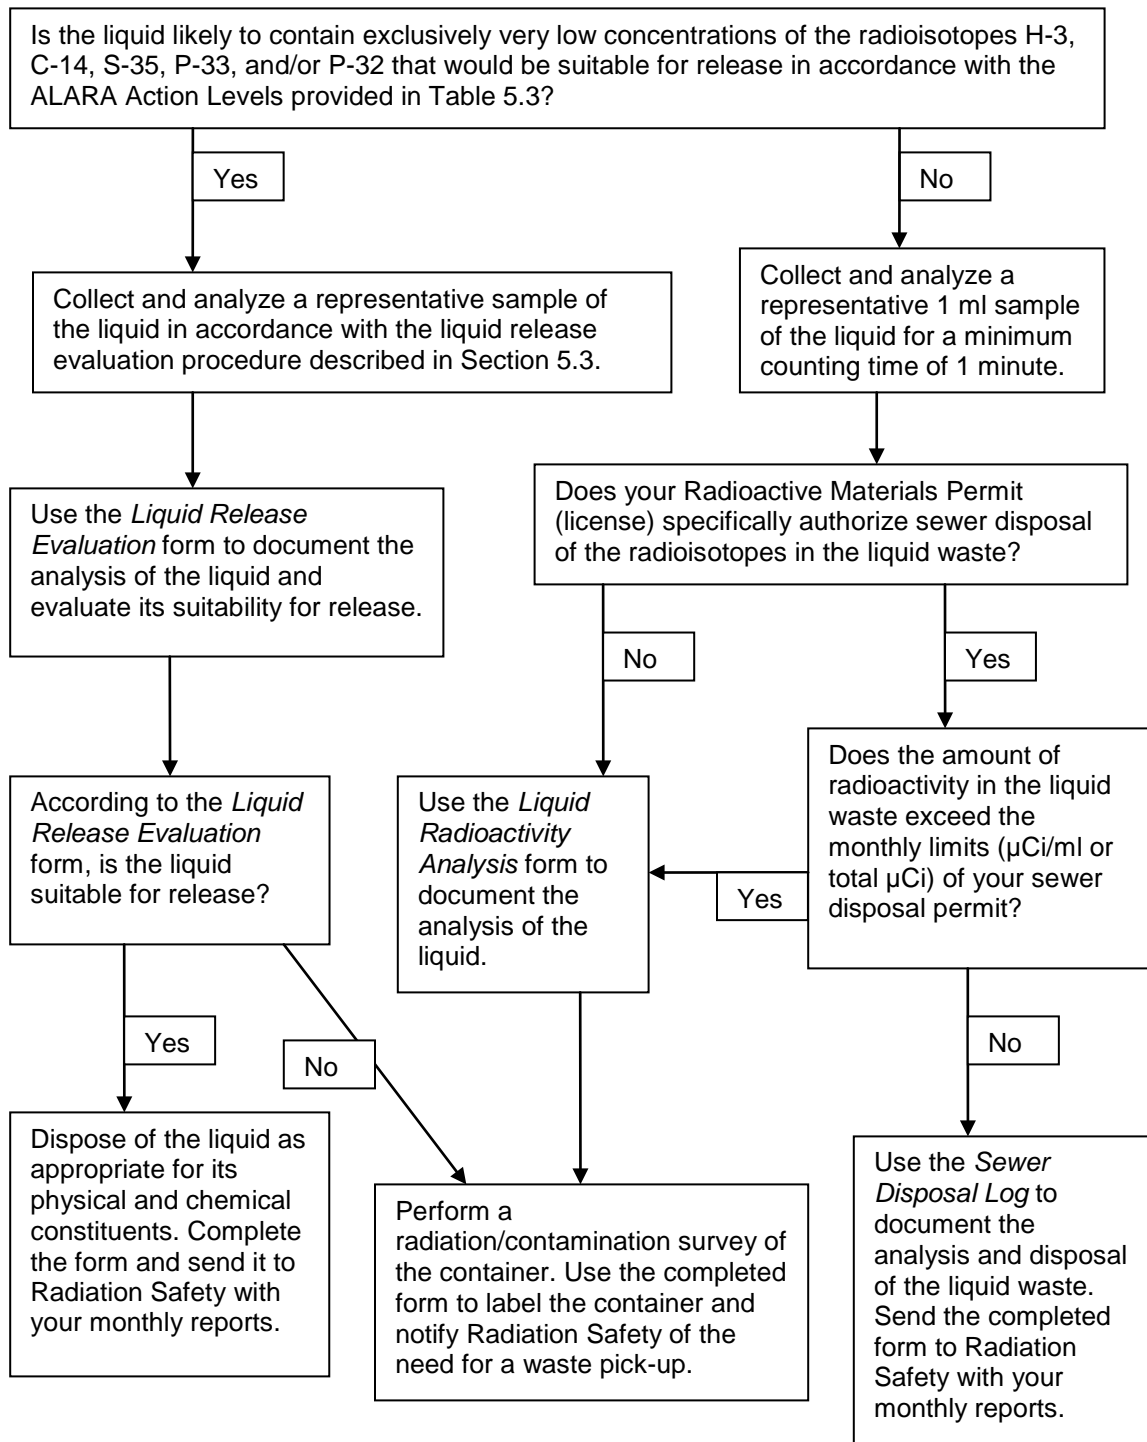 Is the liquid likely to contain exclusively very low concentrations of the radioisotopes H-3,
C-14, S-35, P-33, and/or P-32 that would be suitable for release in accordance with the
ALARA Action Levels provided in Table 5.3?
Yes
No
Collect and analyze a representative sample of
the liquid in accordance with the liquid release
evaluation procedure described in Section 5.3.
Collect and analyze a
representative 1 ml sample
of the liquid for a minimum
counting time of 1 minute.
Use the Liquid Release
Evaluation form to document the
analysis of the liquid and
evaluate its suitability for release.
Does your Radioactive Materials Permit
(license) specifically authorize sewer disposal
of the radioisotopes in the liquid waste?
No
Yes
According to the Liquid
Release Evaluation
form, is the liquid
suitable for release?
Use the Liquid
Radioactivity
Analysis form to
document the
analysis of the
liquid.
Does the amount of
radioactivity in the liquid
waste exceed the
monthly limits (µCi/ml or
total µCi) of your sewer
disposal permit?
Yes
Yes
No
No
Dispose of the liquid as
appropriate for its
physical and chemical
constituents. Complete
the form and send it to
Radiation Safety with
your monthly reports.
Perform a
radiation/contamination survey of
the container. Use the completed
form to label the container and
notify Radiation Safety of the
need for a waste pick-up.
Use the Sewer
Disposal Log to
document the
analysis and disposal
of the liquid waste.
Send the completed
form to Radiation
Safety with your
monthly reports.